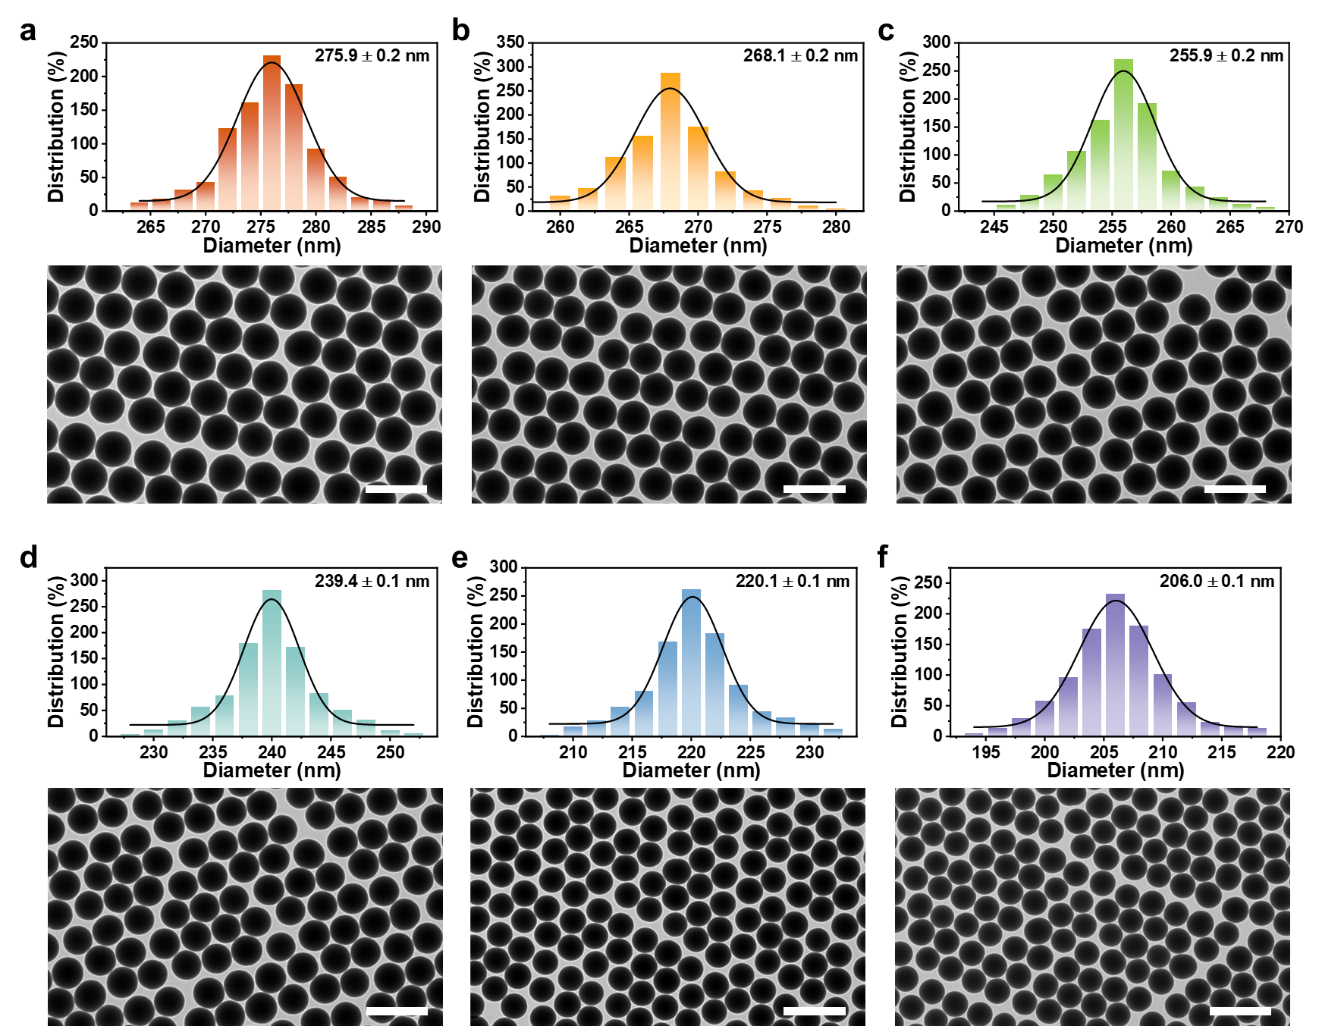 a
275.9 ± 0.2 nm
Distribution (%)
250
200
150
100
50
0
265 270 275 280 285 290
Diameter (nm)
b
268.1 ± 0.2 nm
Distribution (%)
350
300
250
200
150
100
50
0
260 265 270 275 280
Diameter (nm)
c
255.9 ± 0.2 nm
Distribution (%)
300
250
200
150
100
50
0
245 250 255 260 265 270
Diameter (nm)
d
239.4 ± 0.1 nm
Distribution (%)
300
250
200
150
100
50
0
230 235 240 245 250
Diameter (nm)
e
220.1 ± 0.1 nm
Distribution (%)
300
250
200
150
100
50
0
210 215 220 225 230
Diameter (nm)
f
206.0 ± 0.1 nm
Distribution (%)
250
200
150
100
50
0
195 200 205 210 215 220
Diameter (nm)